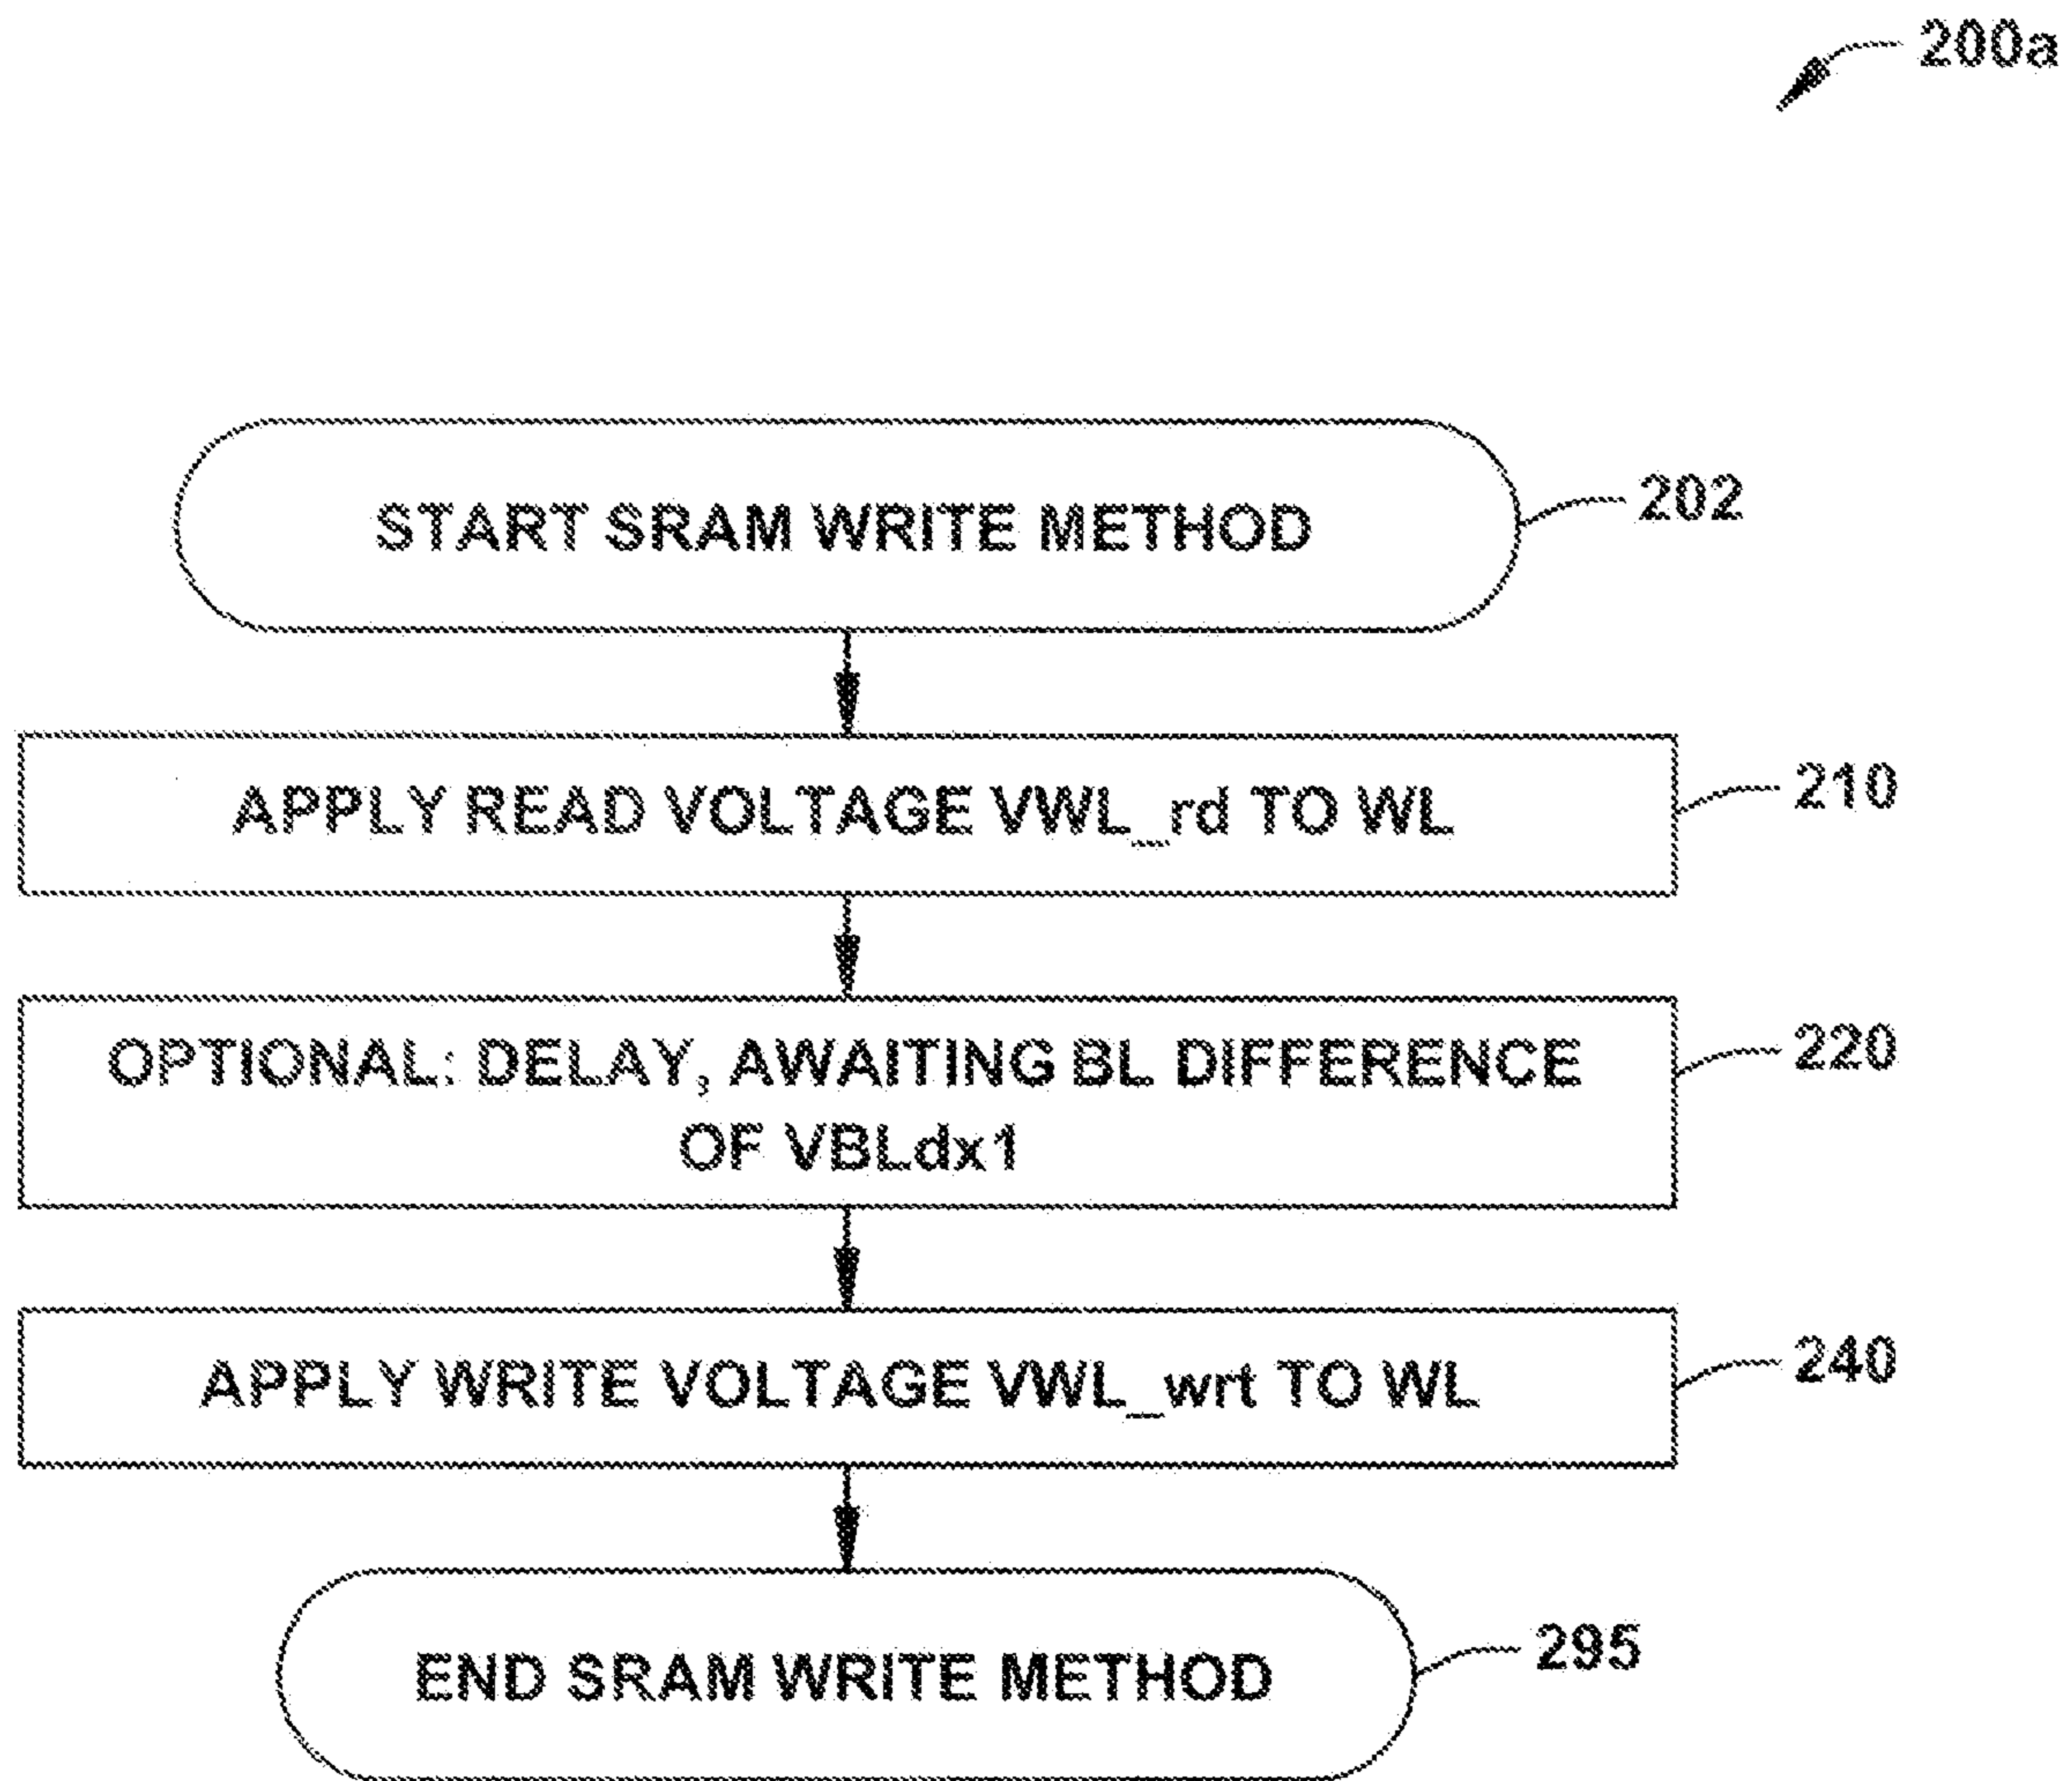 200a
START SRAM WRITE METHOD
202
APPLY READ VOLTAGE VWL_rd TO WL
210
OPTIONAL: DELAY, AWAITING BL DIFFERENCE
OF VBLdx1
220
APPLY WRITE VOLTAGE VWL_wrt TO WL
240
END SRAM WRITE METHOD
295